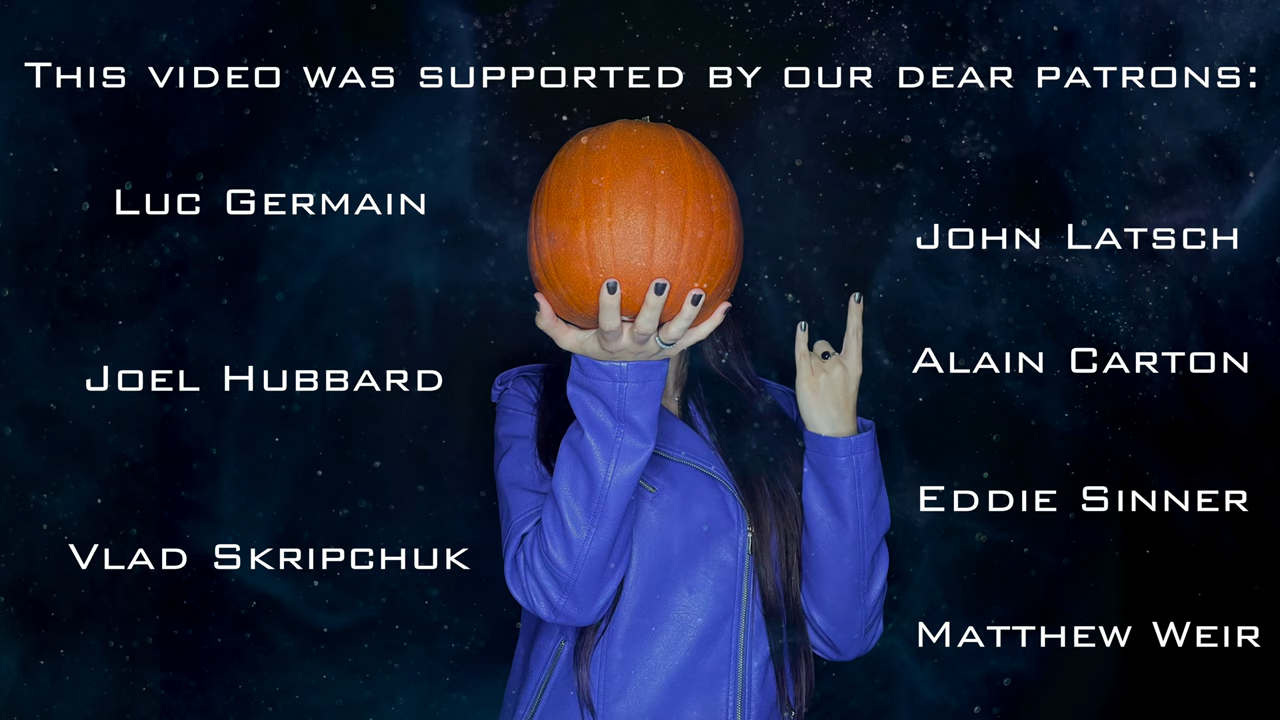 This video was supported by our dear patrons:
Luc Germain
Joel Hubbard
Vlad Skripchuk
John Latsch
Alain Carton
Eddie Sinner
Matthew Weir